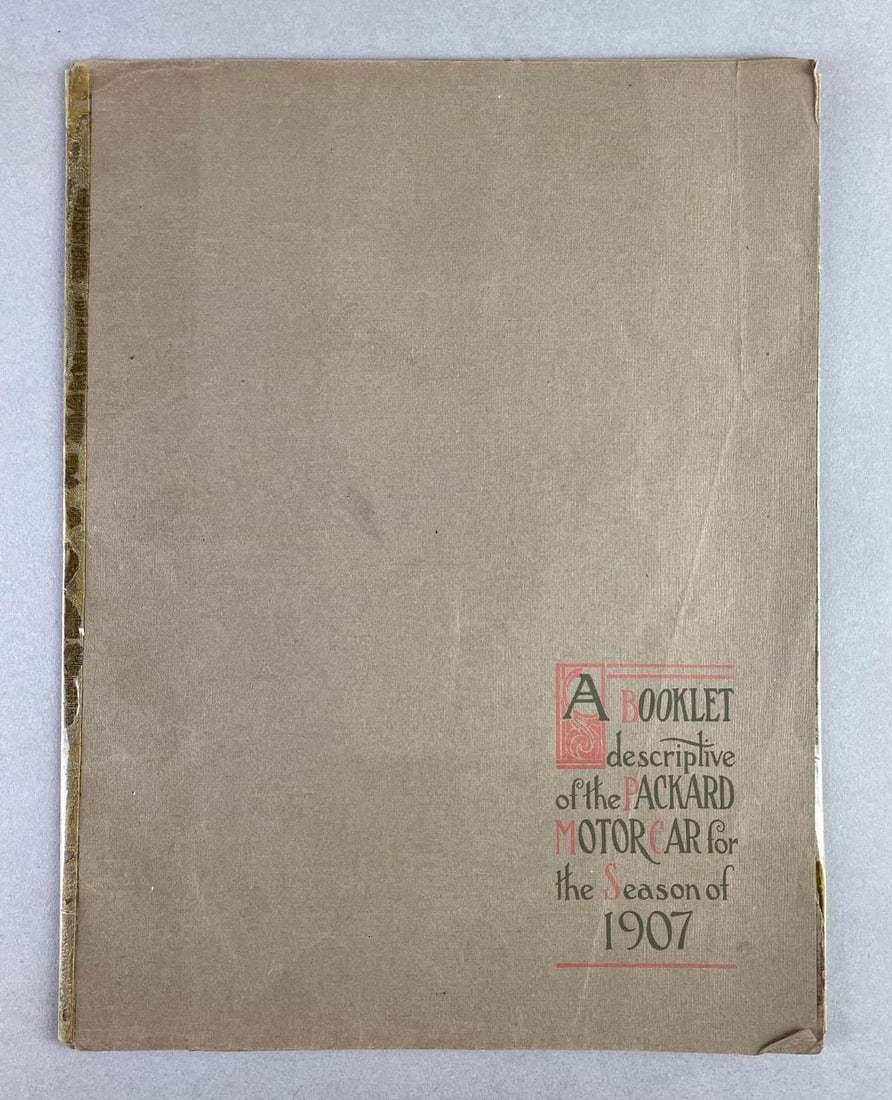 A BOOKLET
descriptive
of the PACKARD
MOTOR CAR for
the Season of
1907